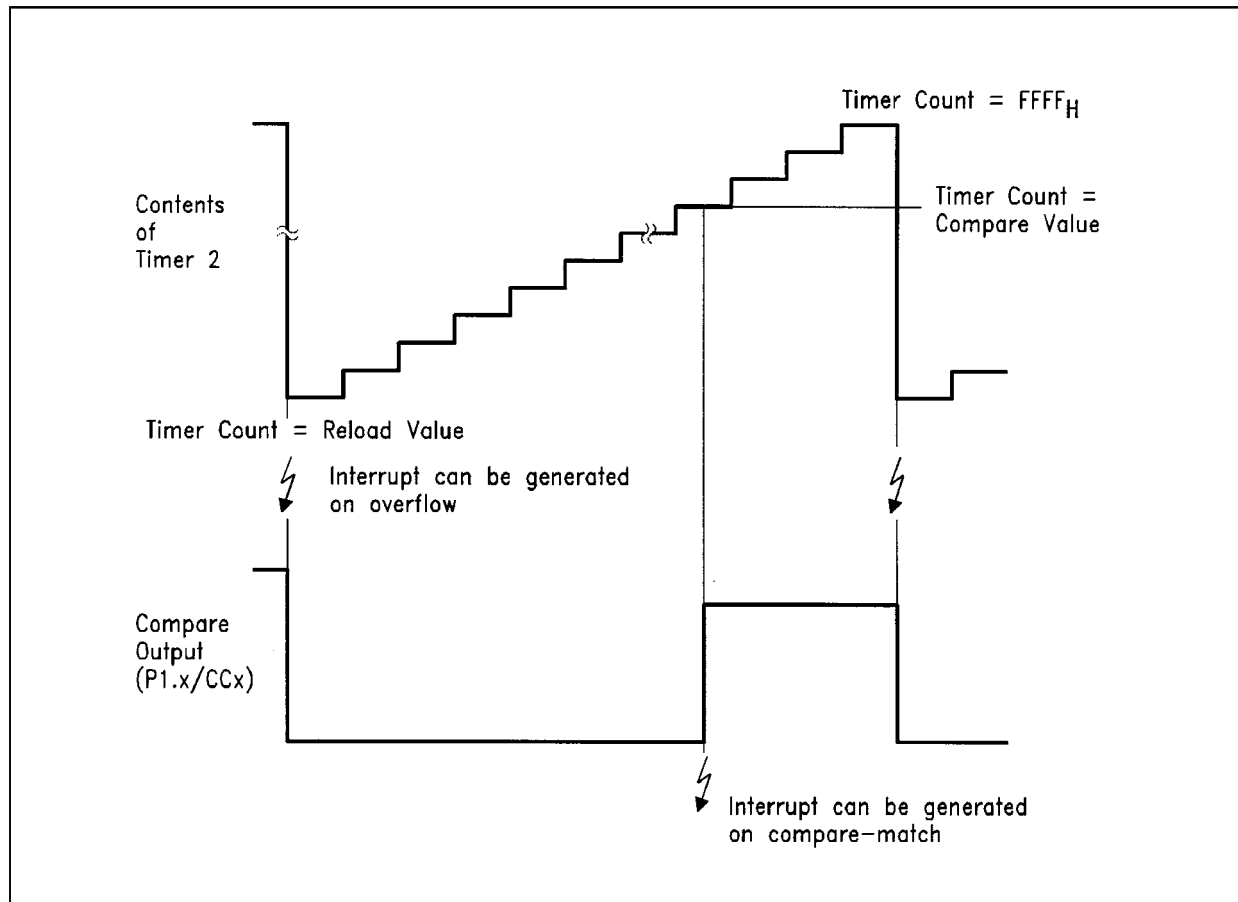 Timer Count = FFFFH
Contents
of
Timer 2
Timer Count =
Compare Value
Timer Count = Reload Value
Interrupt can be generated
on overflow
Compare
Output
(P1.x/CCx)
Interrupt can be generated
on compare-match